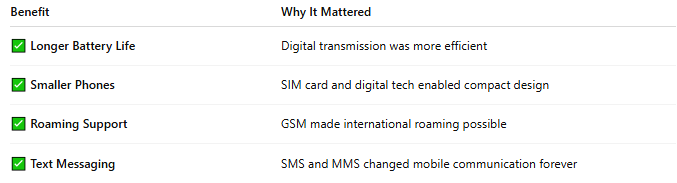 Benefit Why It Mattered
✅ Longer Battery Life Digital transmission was more efficient
✅ Smaller Phones SIM card and digital tech enabled compact design
✅ Roaming Support GSM made international roaming possible
✅ Text Messaging SMS and MMS changed mobile communication forever